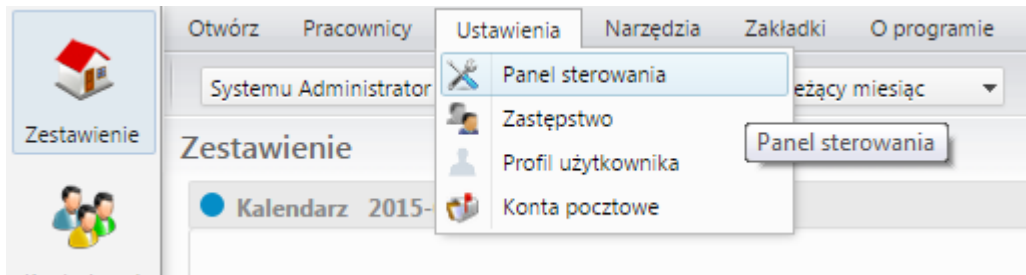 Otwórz Pracownicy Ustawienia Narzędzia Zakładki O programie
Systemu Administrator
miesiąc
Panel sterowania
Zastępstwo
Profil użytkownika
Konta pocztowe
Panel sterowania
Zestawienie
Zestawienie
Kalendarz 2015-